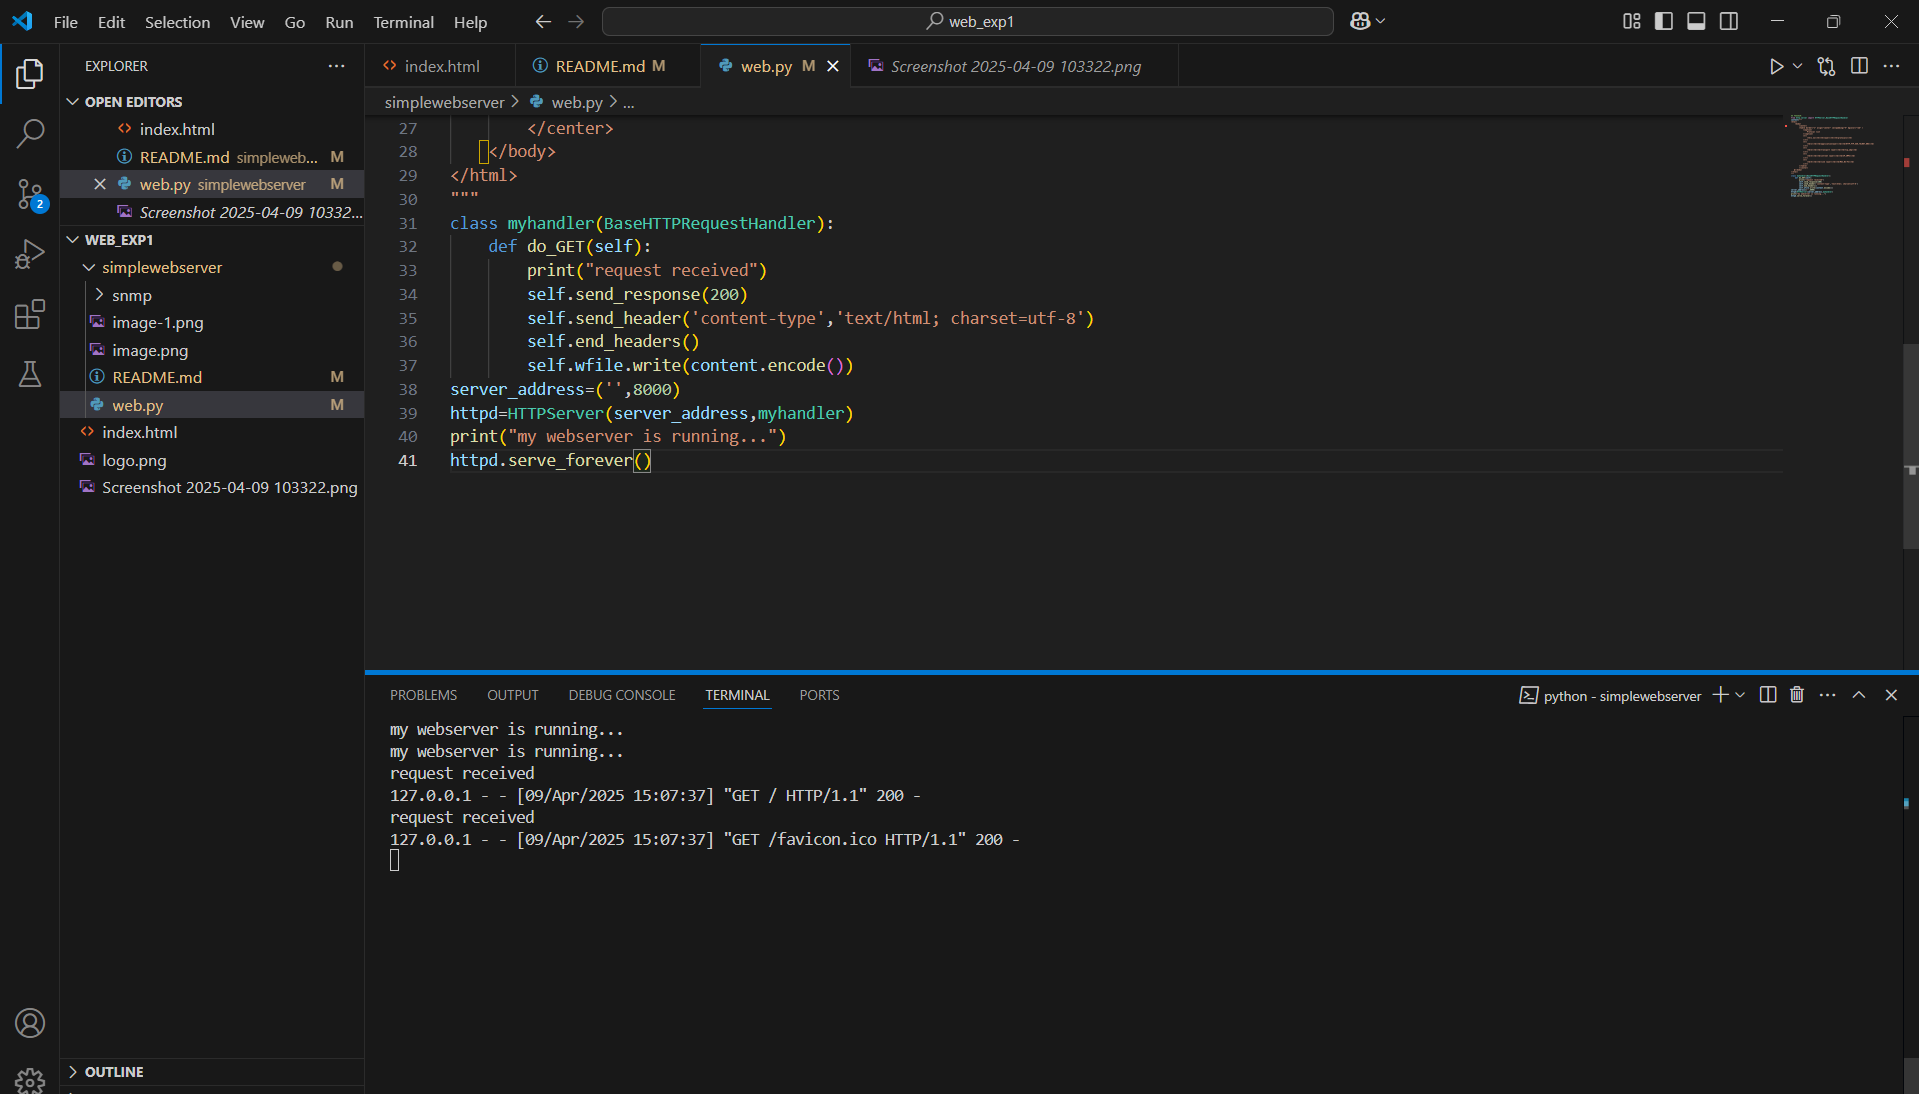 File Edit Selection View Go Run Terminal Help
web_exp1
EXPLORER
OPEN EDITORS
index.html
README.md simpleweb... M
web.py simplewebserver M
Screenshot 2025-04-09 10332...
WEB_EXP1
simplewebserver
snmp
image-1.png
image.png
README.md M
web.py M
index.html
logo.png
Screenshot 2025-04-09 103322.png
OUTLINE
2
index.html
README.md M
web.py M
Screenshot 2025-04-09 103322.png
simplewebserver > web.py > ...
27 </center>
28 </body>
29 </html>
30 """
31 class myhandler(BaseHTTPRequestHandler):
32 def do_GET(self):
33 print("request received")
34 self.send_response(200)
35 self.send_header('content-type','text/html; charset=utf-8')
36 self.end_headers()
37 self.wfile.write(content.encode())
38 server_address=('',8000)
39 httpd=HTTPServer(server_address,myhandler)
40 print("my webserver is running...")
41 httpd.serve_forever()
PROBLEMS OUTPUT DEBUG CONSOLE TERMINAL PORTS
python - simplewebserver
my webserver is running...
my webserver is running...
request received
127.0.0.1 - - [09/Apr/2025 15:07:37] "GET / HTTP/1.1" 200 -
request received
127.0.0.1 - - [09/Apr/2025 15:07:37] "GET /favicon.ico HTTP/1.1" 200 -